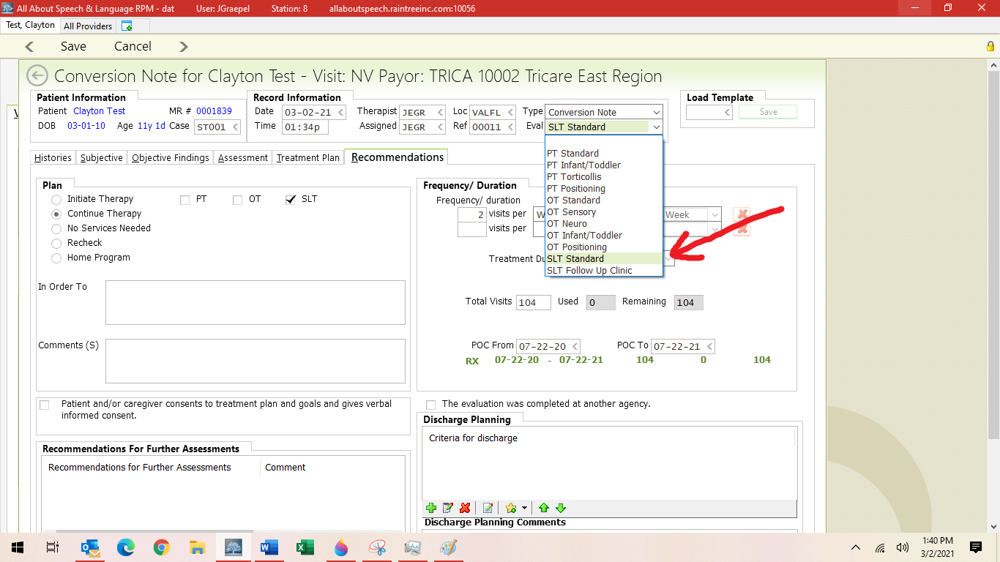 All About Speech & Language RPM - dat User: JGraepel Station: 8 allaboutspeech.raintreeinc.com:10056
Test, Clayton All Providers
Save Cancel
Conversion Note for Clayton Test - Visit: NV Payor: TRICA 10002 Tricare East Region
Patient Information
Patient Clayton Test MR # 0001839
DOB 03-01-10 Age 11y 1d Case ST001
Record Information
Date 03-02-21 Therapist JEGR Loc VALFL Type Conversion Note
Time 01:34p Assigned JEGR Ref 00011 Eval SLT Standard
Load Template
Save
PT Standard
PT Infant/Toddler
PT Torticollis
PT Positioning
OT Standard
OT Sensory
OT Neuro
OT Infant/Toddler
OT Positioning
SLT Standard
SLT Follow Up Clinic
Histories Subjective Objective Findings Assessment Treatment Plan Recommendations
Plan
Initiate Therapy PT OT SLT
Continue Therapy
No Services Needed
Recheck
Home Program
In Order To
Comments (S)
Frequency/ Duration
Frequency/ duration
2 visits per W Week
visits per
Treatment Du
Total Visits 104 Used 0 Remaining 104
POC From 07-22-20 POC To 07-22-21
RX 07-22-20 - 07-22-21 104 0 104
Patient and/or caregiver consents to treatment plan and goals and gives verbal
informed consent.
The evaluation was completed at another agency.
Recommendations For Further Assessments
Recommendations for Further Assessments Comment
Discharge Planning
Criteria for discharge
Discharge Planning Comments
1:40 PM
3/2/2021